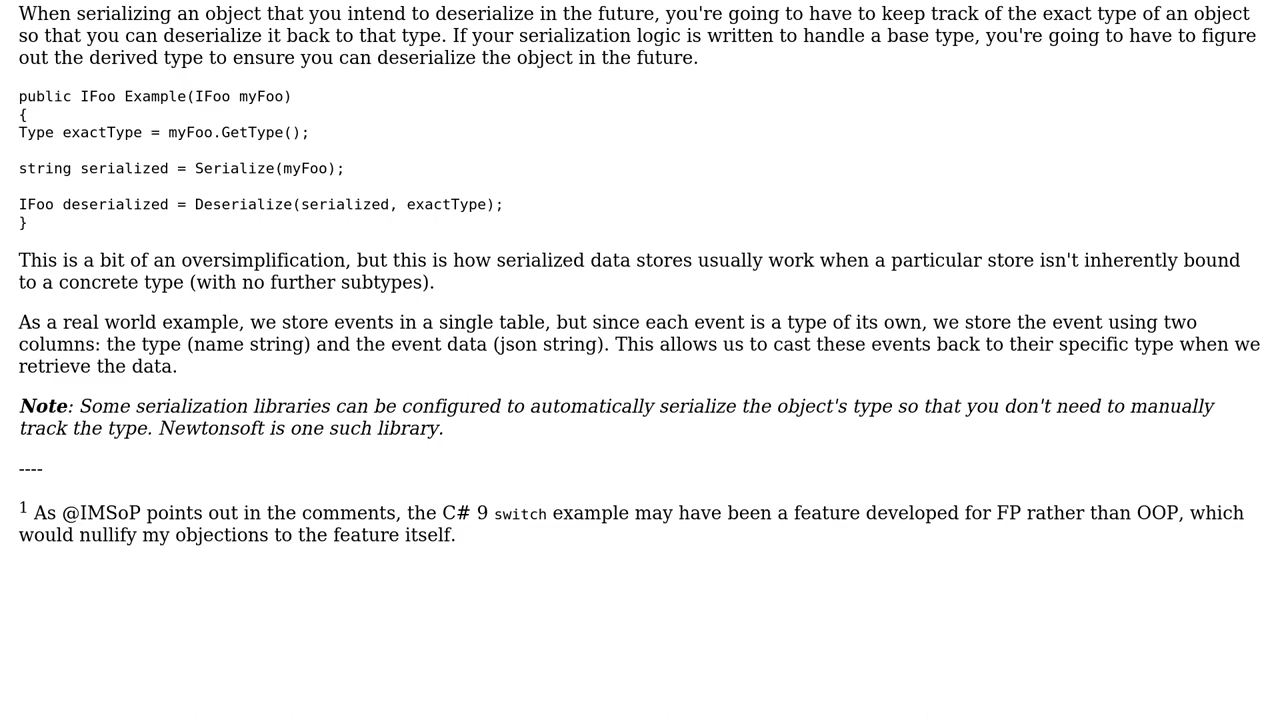 When serializing an object that you intend to deserialize in the future, you're going to have to keep track of the exact type of an object
so that you can deserialize it back to that type. If your serialization logic is written to handle a base type, you're going to have to figure
out the derived type to ensure you can deserialize the object in the future.
public IFoo Example(IFoo myFoo)
{
Type exactType = myFoo.GetType();
string serialized = Serialize(myFoo);
IFoo deserialized = Deserialize(serialized, exactType);
}
This is a bit of an oversimplification, but this is how serialized data stores usually work when a particular store isn't inherently bound
to a concrete type (with no further subtypes).
As a real world example, we store events in a single table, but since each event is a type of its own, we store the event using two
columns: the type (name string) and the event data (json string). This allows us to cast these events back to their specific type when we
retrieve the data.
Note: Some serialization libraries can be configured to automatically serialize the object's type so that you don't need to manually
track the type. Newtonsoft is one such library.
----
1 As @IMSoP points out in the comments, the C# 9 switch example may have been a feature developed for FP rather than OOP, which
would nullify my objections to the feature itself.